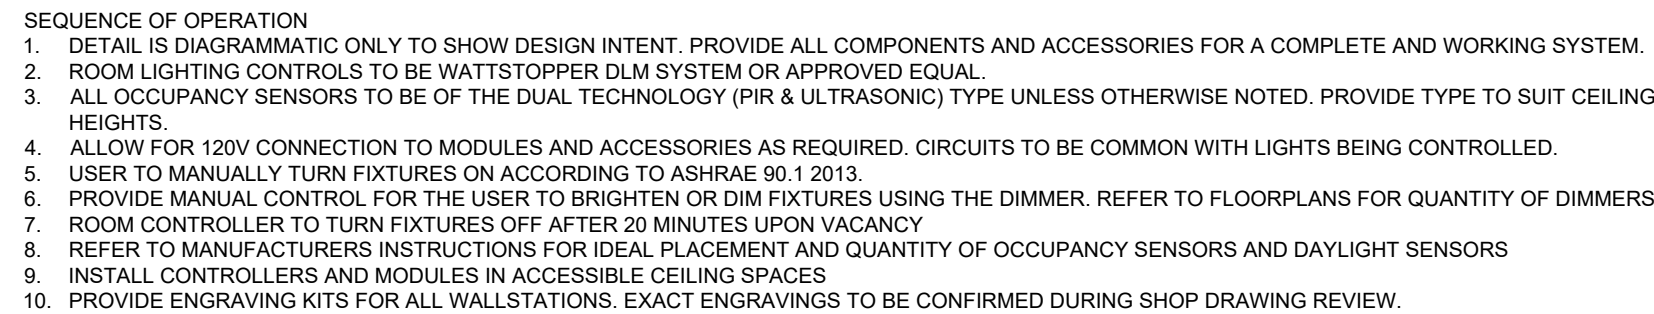 SEQUENCE OF OPERATION
1. DETAIL IS DIAGRAMMATIC ONLY TO SHOW DESIGN INTENT. PROVIDE ALL COMPONENTS AND ACCESSORIES FOR A COMPLETE AND WORKING SYSTEM.
2. ROOM LIGHTING CONTROLS TO BE WATTSTOPPER DLM SYSTEM OR APPROVED EQUAL.
3. ALL OCCUPANCY SENSORS TO BE OF THE DUAL TECHNOLOGY (PIR & ULTRASONIC) TYPE UNLESS OTHERWISE NOTED. PROVIDE TYPE TO SUIT CEILING
HEIGHTS.
4. ALLOW FOR 120V CONNECTION TO MODULES AND ACCESSORIES AS REQUIRED. CIRCUITS TO BE COMMON WITH LIGHTS BEING CONTROLLED.
5. USER TO MANUALLY TURN FIXTURES ON ACCORDING TO ASHRAE 90.1 2013.
6. PROVIDE MANUAL CONTROL FOR THE USER TO BRIGHTEN OR DIM FIXTURES USING THE DIMMER. REFER TO FLOORPLANS FOR QUANTITY OF DIMMERS
7. ROOM CONTROLLER TO TURN FIXTURES OFF AFTER 20 MINUTES UPON VACANCY
8. REFER TO MANUFACTURERS INSTRUCTIONS FOR IDEAL PLACEMENT AND QUANTITY OF OCCUPANCY SENSORS AND DAYLIGHT SENSORS
9. INSTALL CONTROLLERS AND MODULES IN ACCESSIBLE CEILING SPACES
10. PROVIDE ENGRAVING KITS FOR ALL WALLSTATIONS. EXACT ENGRAVINGS TO BE CONFIRMED DURING SHOP DRAWING REVIEW.